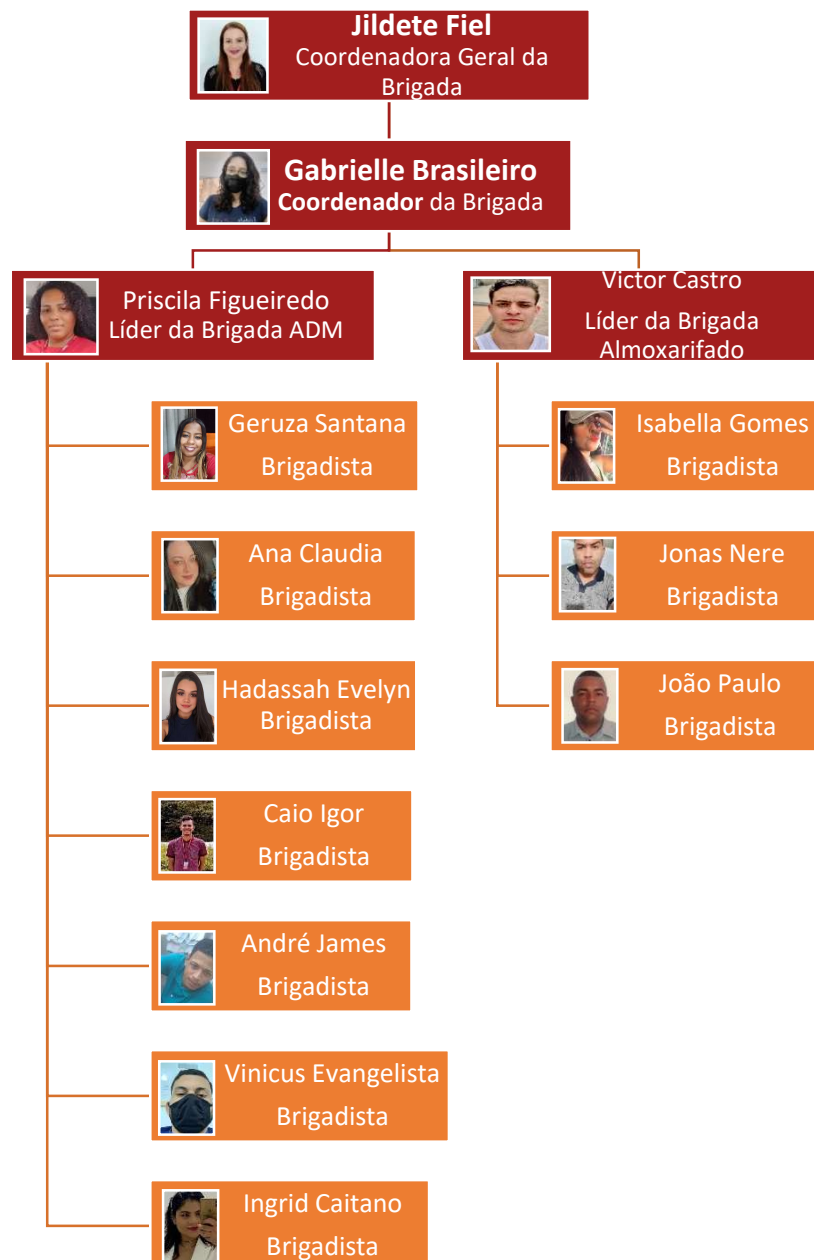 Jildete Fiel
Coordenadora Geral da
Brigada
Gabrielle Brasileiro
Coordenador da Brigada
Priscila Figueiredo
Líder da Brigada ADM
Victor Castro
Líder da Brigada
Almoxarifado
Geruza Santana
Brigadista
Ana Claudia
Brigadista
Hadassah Evelyn
Brigadista
Caio Igor
Brigadista
André James
Brigadista
Vinicus Evangelista
Brigadista
Ingrid Caitano
Brigadista
Isabella Gomes
Brigadista
Jonas Nere
Brigadista
João Paulo
Brigadista